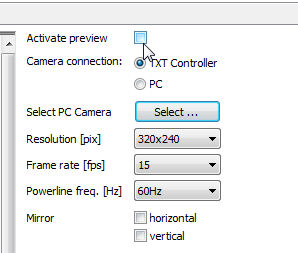 Activate preview
Camera connection: TXT Controller
PC
Select PC Camera Select ...
Resolution [pix] 320x240
Frame rate [fps] 15
Powerline freq. [Hz] 60Hz
Mirror horizontal
vertical